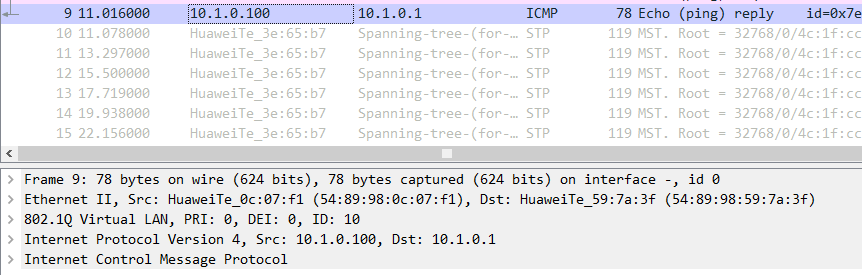 9 11.016000 10.1.0.100 10.1.0.1 ICMP 78 Echo (ping) reply id=0x7e
10 11.078000 HuaweiTe_3e:65:b7 Spanning-tree-(for-… STP 119 MST. Root = 32768/0/4c:1f:cc
11 13.297000 HuaweiTe_3e:65:b7 Spanning-tree-(for-… STP 119 MST. Root = 32768/0/4c:1f:cc
12 15.500000 HuaweiTe_3e:65:b7 Spanning-tree-(for-… STP 119 MST. Root = 32768/0/4c:1f:cc
13 17.719000 HuaweiTe_3e:65:b7 Spanning-tree-(for-… STP 119 MST. Root = 32768/0/4c:1f:cc
14 19.938000 HuaweiTe_3e:65:b7 Spanning-tree-(for-… STP 119 MST. Root = 32768/0/4c:1f:cc
15 22.156000 HuaweiTe_3e:65:b7 Spanning-tree-(for-… STP 119 MST. Root = 32768/0/4c:1f:cc
Frame 9: 78 bytes on wire (624 bits), 78 bytes captured (624 bits) on interface -, id 0
Ethernet II, Src: HuaweiTe_0c:07:f1 (54:89:98:0c:07:f1), Dst: HuaweiTe_59:7a:3f (54:89:98:59:7a:3f)
802.1Q Virtual LAN, PRI: 0, DEI: 0, ID: 10
Internet Protocol Version 4, Src: 10.1.0.100, Dst: 10.1.0.1
Internet Control Message Protocol